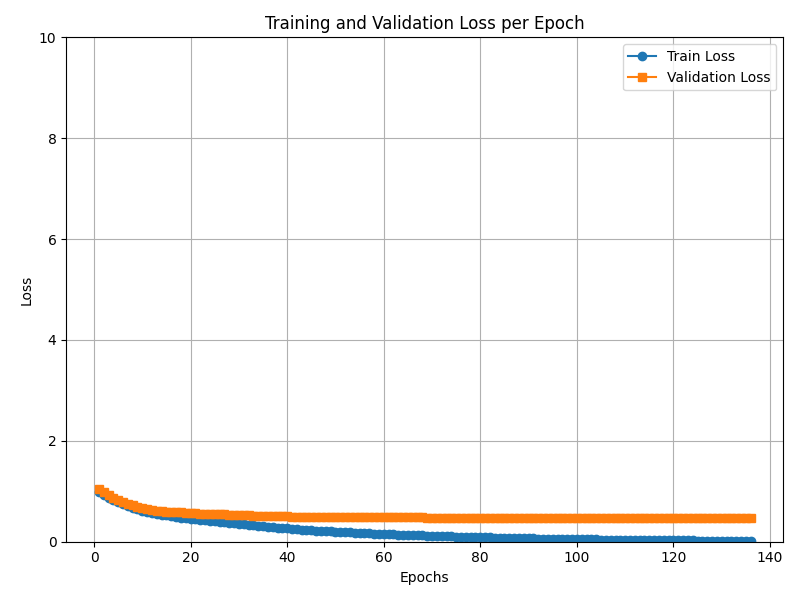 Training and Validation Loss per Epoch
Train Loss
Validation Loss
10
8
6
4
2
0
Loss
0 20 40 60 80 100 120 140
Epochs